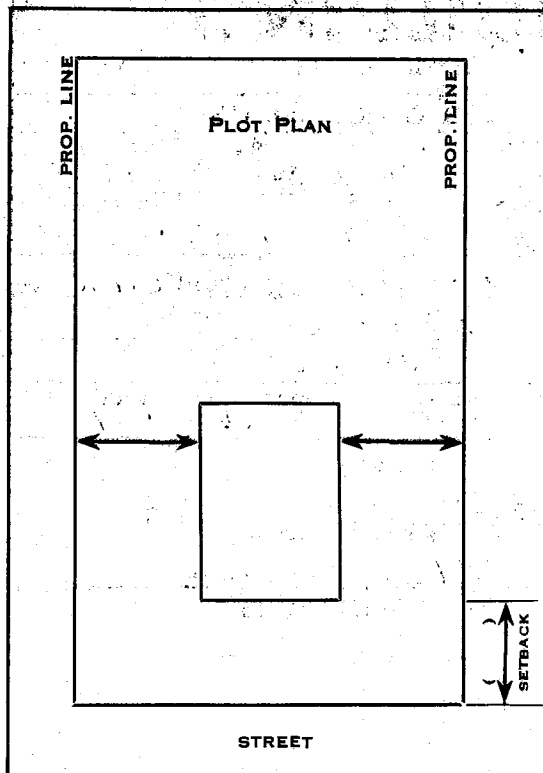 PROP. LINE
PLOT PLAN
PROP. LINE
( ) SETBACK
STREET